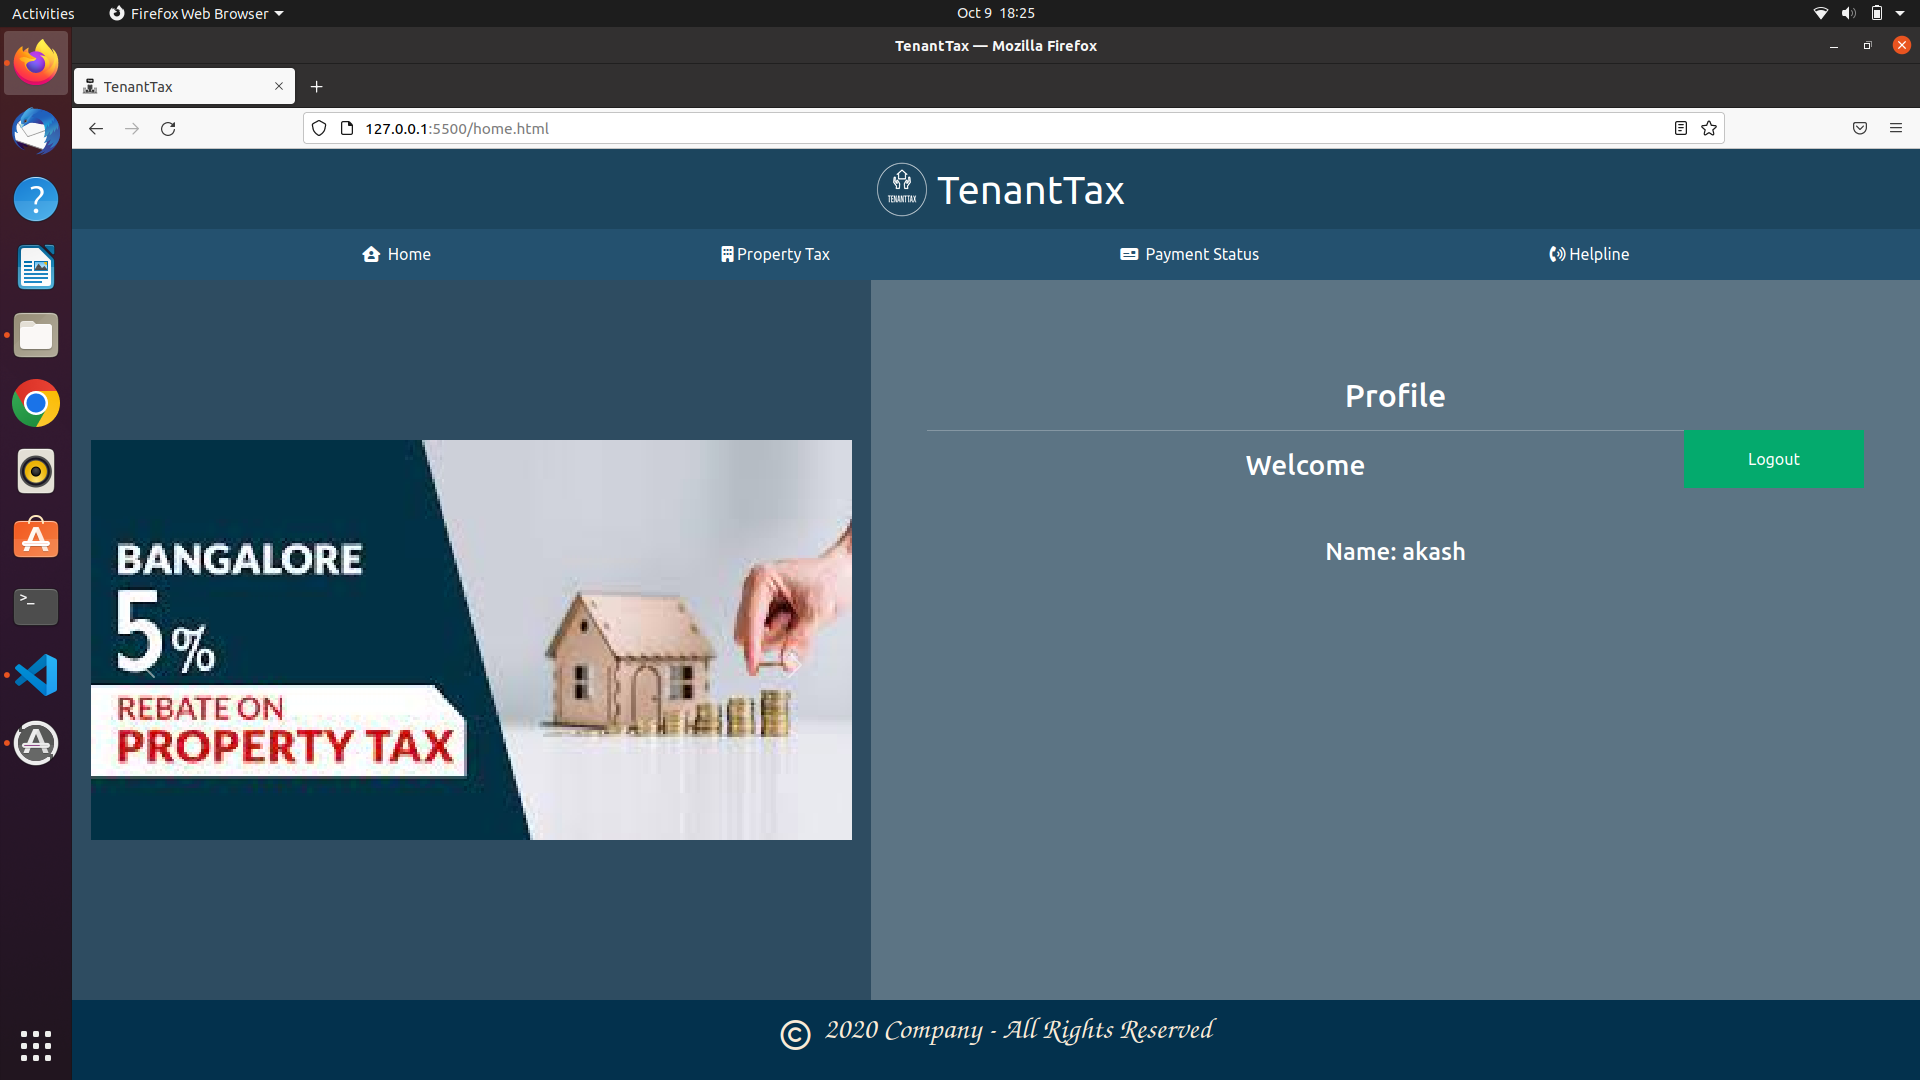 Activities
Firefox Web Browser
Oct 9 18:25
TenantTax — Mozilla Firefox
TenantTax
127.0.0.1:5500/home.html
TENANTTAX
TenantTax
Home
Property Tax
Payment Status
Helpline
BANGALORE
5%
REBATE ON
PROPERTY TAX
Profile
Welcome
Logout
Name: akash
© 2020 Company - All Rights Reserved